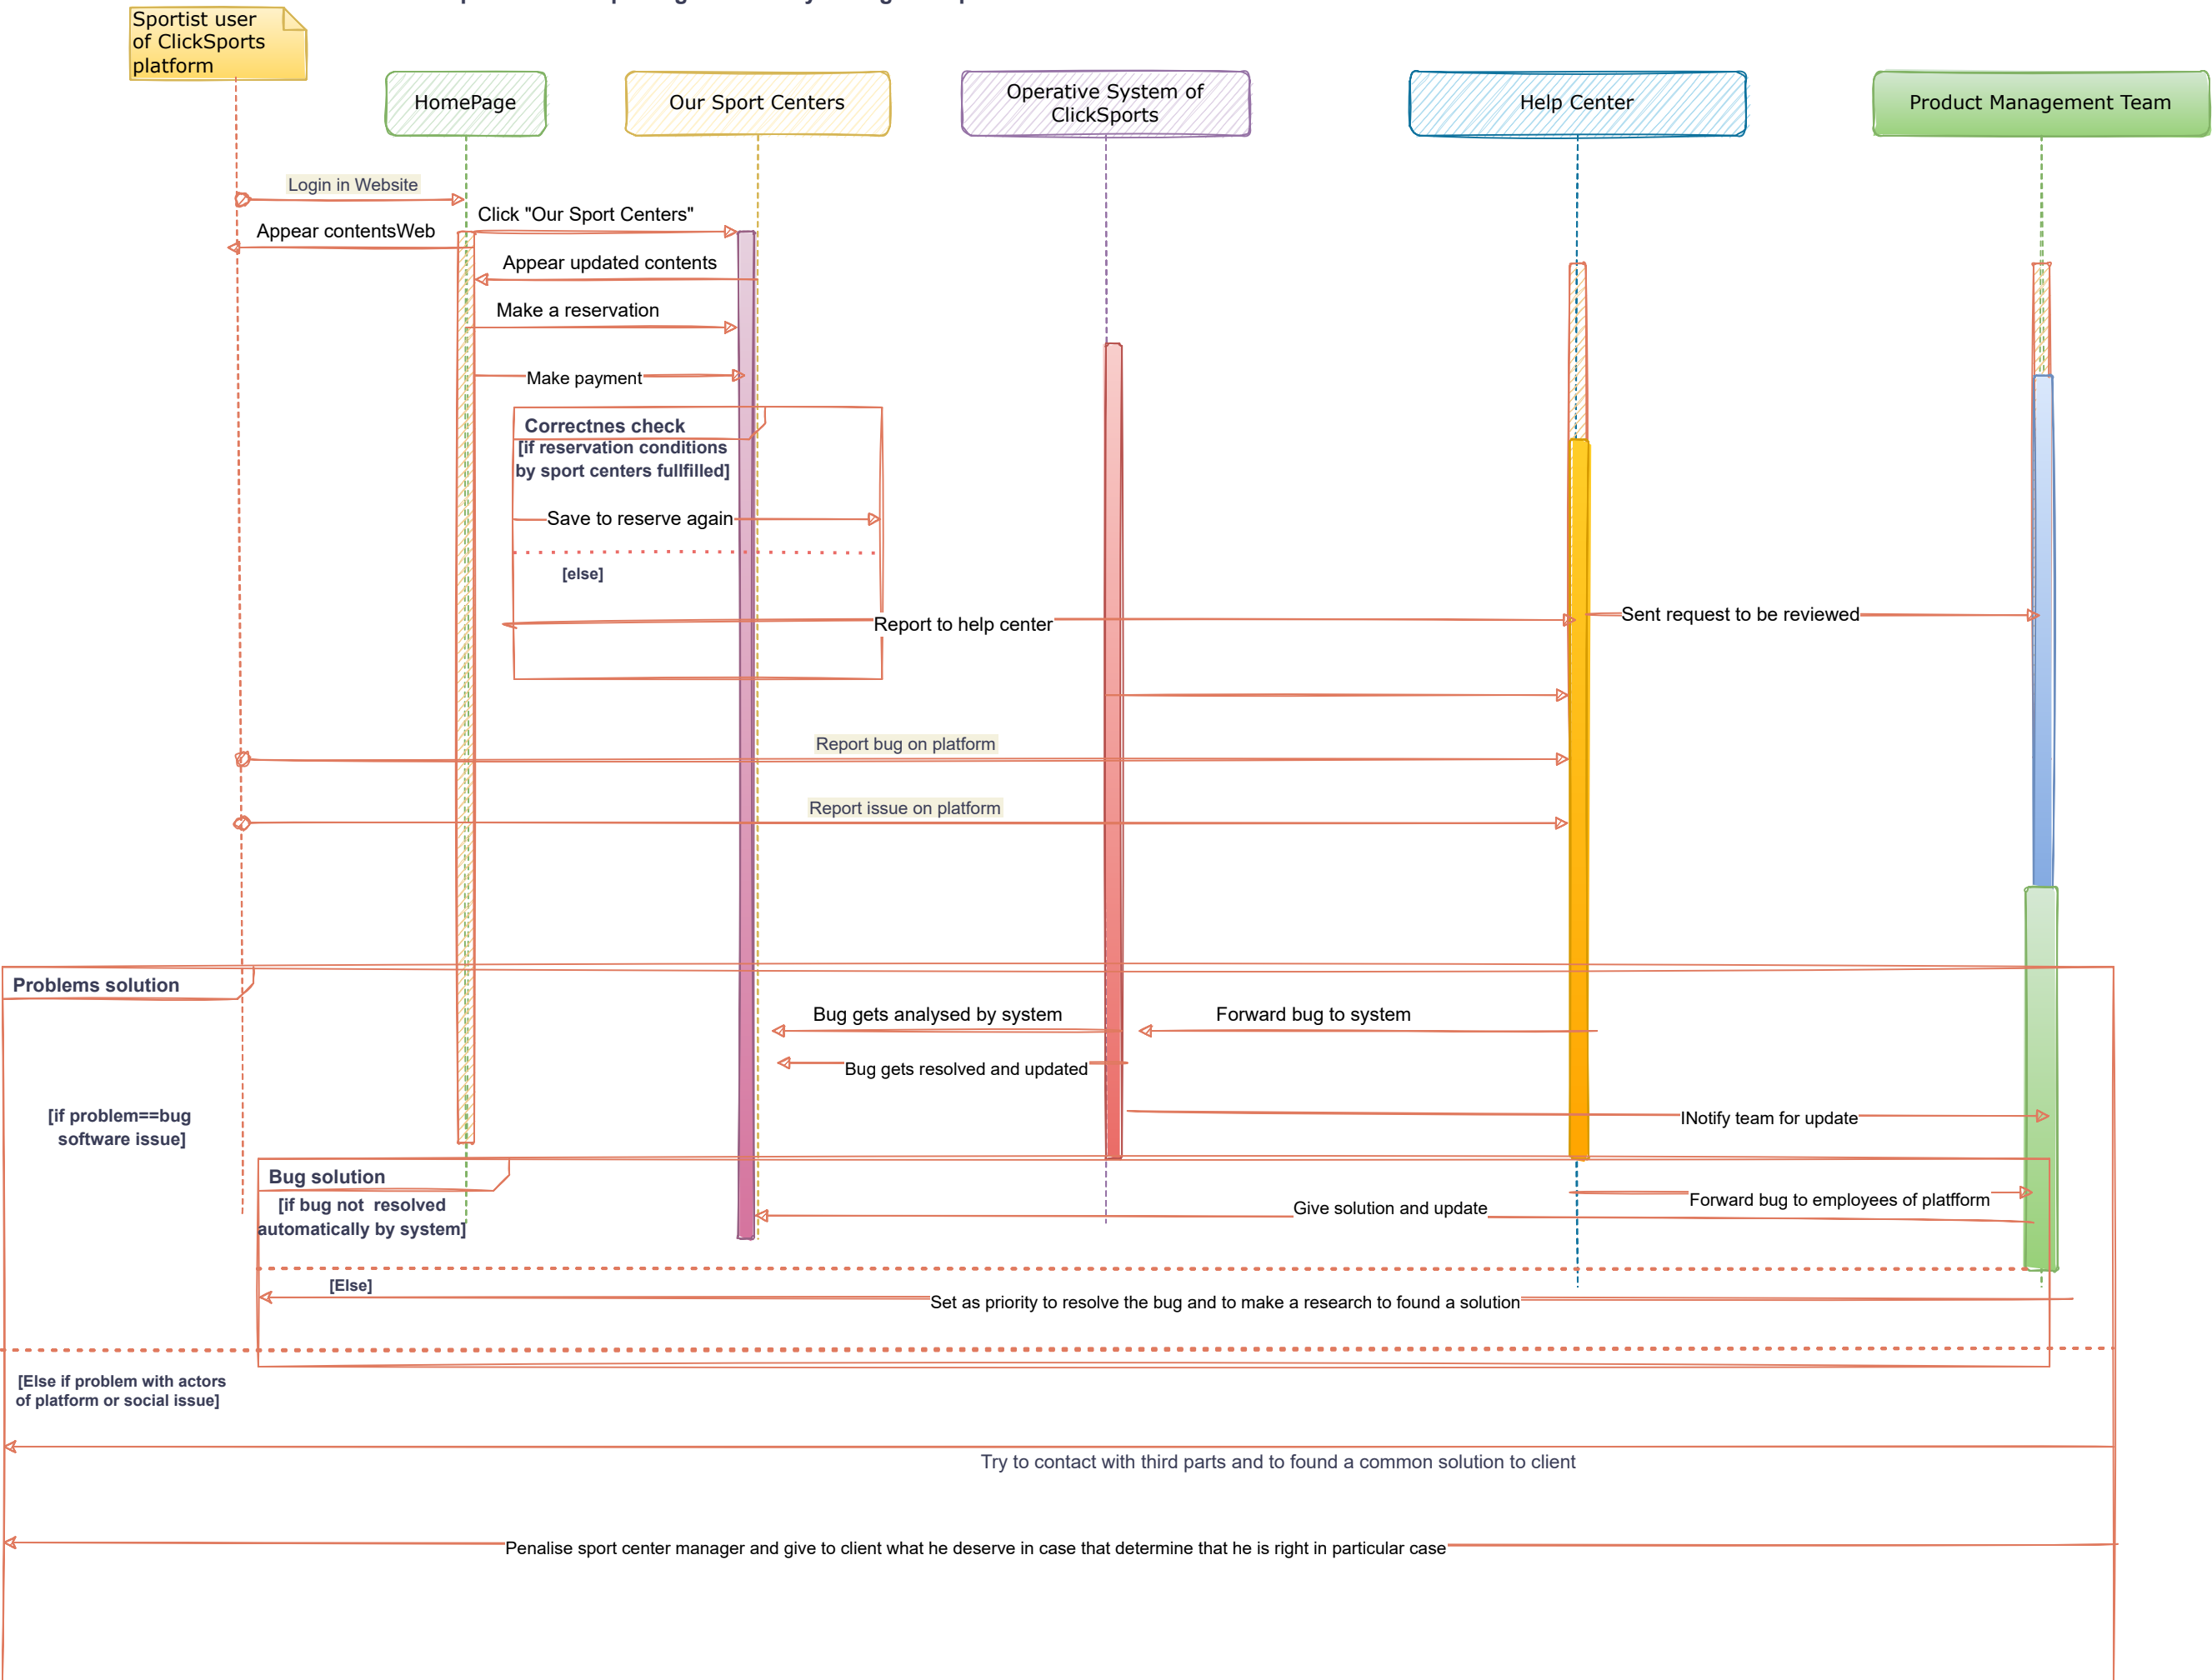 Sportist user
of ClickSports
platform
HomePage
Our Sport Centers
Operative System of
ClickSports
Help Center
Product Management Team
Login in Website
Click "Our Sport Centers"
Appear contentsWeb
Appear updated contents
Make a reservation
Make payment
Correctnes check
[if reservation conditions
by sport centers fullfilled]
Save to reserve again
[else]
Report to help center
Sent request to be reviewed
Report bug on platform
Report issue on platform
Problems solution
Bug gets analysed by system
Forward bug to system
Bug gets resolved and updated
INotify team for update
[if problem==bug
software issue]
Bug solution
[if bug not resolved
automatically by system]
Forward bug to employees of platfform
Give solution and update
[Else]
Set as priority to resolve the bug and to make a research to found a solution
[Else if problem with actors
of platform or social issue]
Try to contact with third parts and to found a common solution to client
Penalise sport center manager and give to client what he deserve in case that determine that he is right in particular case